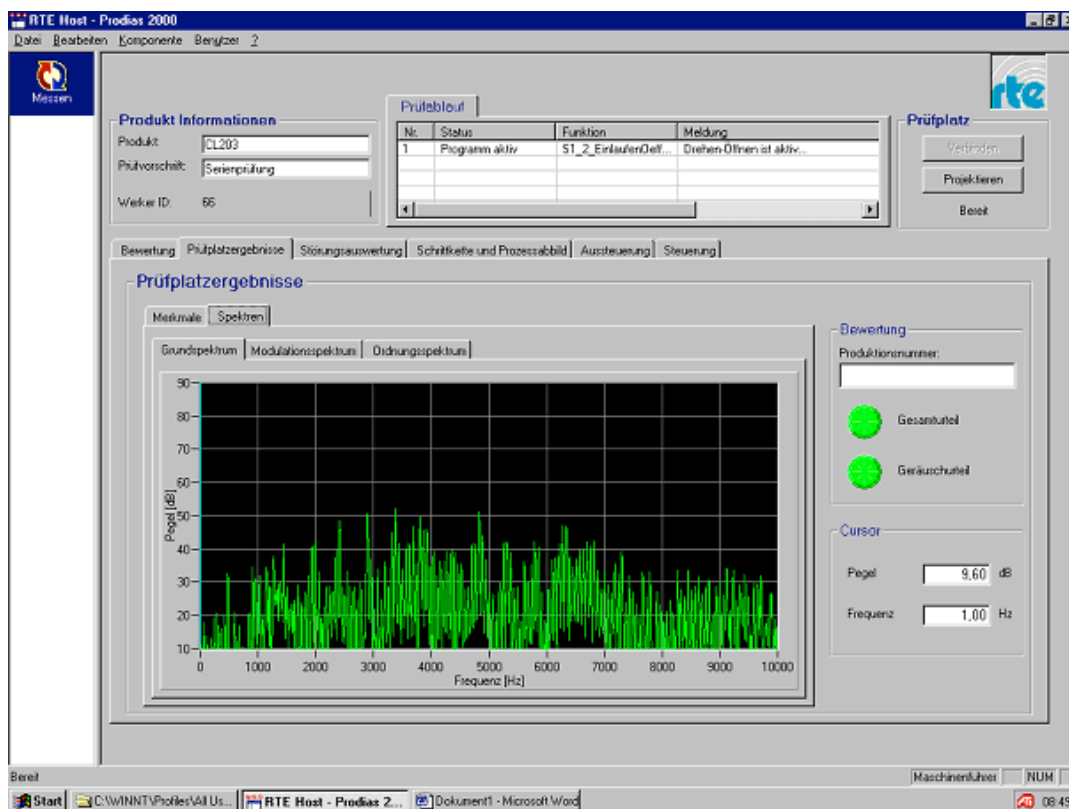 RTE Host - Prodias 2000
Datei Bearbeiten Komponente Benutzer ?
Messen
rte
Produkt Informationen
Produkt: CL203
Prüfvorschrift: Serienprüfung
Werker ID: 66
Prüfablauf
Nr. Status Funktion Meldung
1 Programm aktiv S1_2_EinlaufenOeff... Drehen-Öffnen ist aktiv...
Prüfplatz
Verbinden
Projektieren
Bereit
Bewertung Prüfplatzergebnisse Störungsauswertung Schrittkette und Prozessabbild Aussteuerung Steuerung
Prüfplatzergebnisse
Merkmale Spektren
Grundspektrum Modulationsspektrum Ordnungsspektrum
90
80
70
60
50
40
30
20
10
Pegel [dB]
0 1000 2000 3000 4000 5000 6000 7000 8000 9000 10000
Frequenz [Hz]
Bewertung
Produktionsnummer:
Gesamturteil
Geräuschurteil
Cursor
Pegel 9,60 dB
Frequenz 1,00 Hz
Bereit Maschinenführer NUM
Start C:\WINNT\Profiles\All Us... RTE Host - Prodias 2... Dokument1 - Microsoft Word 08:49